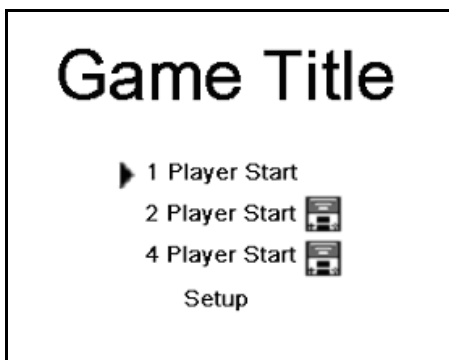 Game Title
1 Player Start
2 Player Start
4 Player Start
Setup